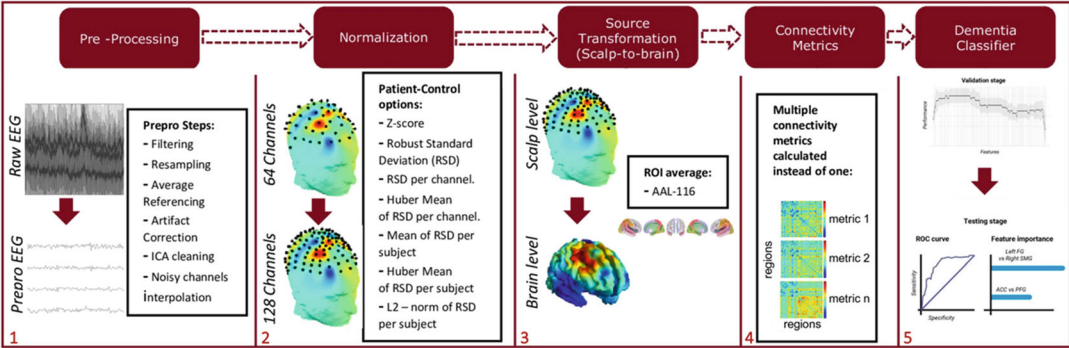 Pre -Processing
Normalization
Source
Transformation
(Scalp-to-brain)
Connectivity
Metrics
Dementia
Classifier
Raw EEG
Prepro EEG
Prepro Steps:
- Filtering
- Resampling
- Average
Referencing
- Artifact
Correction
- ICA cleaning
- Noisy channels
interpolation
1
64 Channels
128 Channels
Patient-Control
options:
- Z-score
- Robust Standard
Deviation (RSD)
- RSD per channel.
- Huber Mean
of RSD per channel.
- Mean of RSD per
subject
- Huber Mean
of RSD per subject
- L2 – norm of RSD
per subject
2
Scalp level
Brain level
ROI average:
- AAL-116
3
Multiple
connectivity
metrics
calculated
instead of one:
metric 1
metric 2
metric n
regions
regions
4
Validation stage
Performance
Features
Testing stage
ROC curve
Sensitivity
Specificity
Feature importance
Left FG
vs Right SMG
ACC vs PFG
5